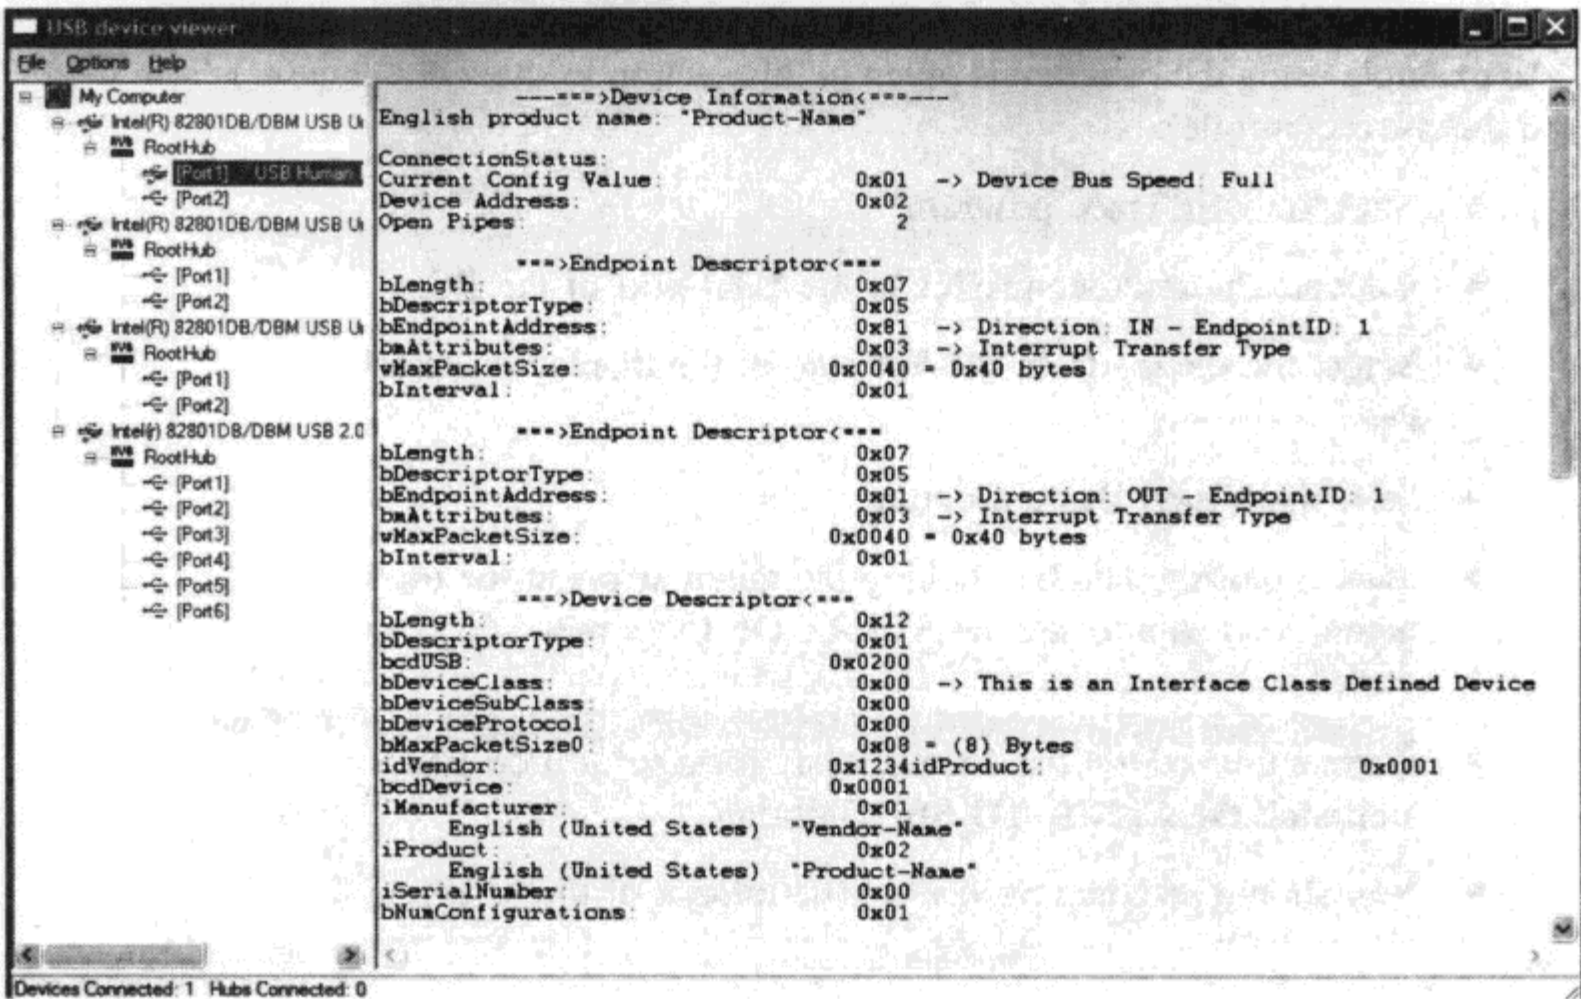 USB device viewer
File Options Help
My Computer
Intel(R) 82801DB/DBM USB U
RootHub
[Port1] USB Human
[Port2]
Intel(R) 82801DB/DBM USB U
RootHub
[Port1]
[Port2]
Intel(R) 82801DB/DBM USB U
RootHub
[Port1]
[Port2]
Intel(r) 82801DB/DBM USB 2.0
RootHub
[Port1]
[Port2]
[Port3]
[Port4]
[Port5]
[Port6]
---===>Device Information<===---
English product name: "Product-Name"
ConnectionStatus:
Current Config Value: 0x01 -> Device Bus Speed: Full
Device Address: 0x02
Open Pipes: 2
===>Endpoint Descriptor<===
bLength: 0x07
bDescriptorType: 0x05
bEndpointAddress: 0x81 -> Direction: IN - EndpointID: 1
bmAttributes: 0x03 -> Interrupt Transfer Type
wMaxPacketSize: 0x0040 = 0x40 bytes
bInterval: 0x01
===>Endpoint Descriptor<===
bLength: 0x07
bDescriptorType: 0x05
bEndpointAddress: 0x01 -> Direction: OUT - EndpointID: 1
bmAttributes: 0x03 -> Interrupt Transfer Type
wMaxPacketSize: 0x0040 = 0x40 bytes
bInterval: 0x01
===>Device Descriptor<===
bLength: 0x12
bDescriptorType: 0x01
bcdUSB: 0x0200
bDeviceClass: 0x00 -> This is an Interface Class Defined Device
bDeviceSubClass: 0x00
bDeviceProtocol: 0x00
bMaxPacketSize0: 0x08 = (8) Bytes
idVendor: 0x1234idProduct: 0x0001
bcdDevice: 0x0001
iManufacturer: 0x01
English (United States) "Vendor-Name"
iProduct: 0x02
English (United States) "Product-Name"
iSerialNumber: 0x00
bNumConfigurations: 0x01
Devices Connected: 1 Hubs Connected: 0